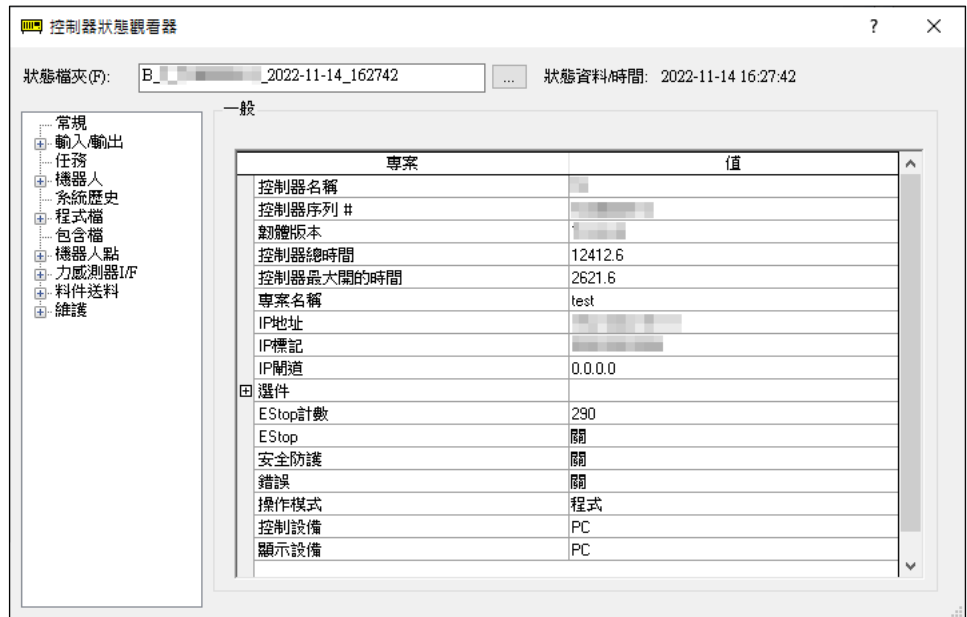 控制器狀態觀看器 ? ×
狀態檔夾(F): B_ _2022-11-14_162742 ... 狀態資料/時間: 2022-11-14 16:27:42
常規
輸入/輸出
任務
機器人
系統歷史
程式檔
包含檔
機器人點
力感測器I/F
料件送料
維護
一般
專案 值
控制器名稱
控制器序列 #
韌體版本
控制器總時間 12412.6
控制器最大開的時間 2621.6
專案名稱 test
IP地址
IP標記
IP閘道 0.0.0.0
選件
EStop計數 290
EStop 關
安全防護 關
錯誤 關
操作模式 程式
控制設備 PC
顯示設備 PC